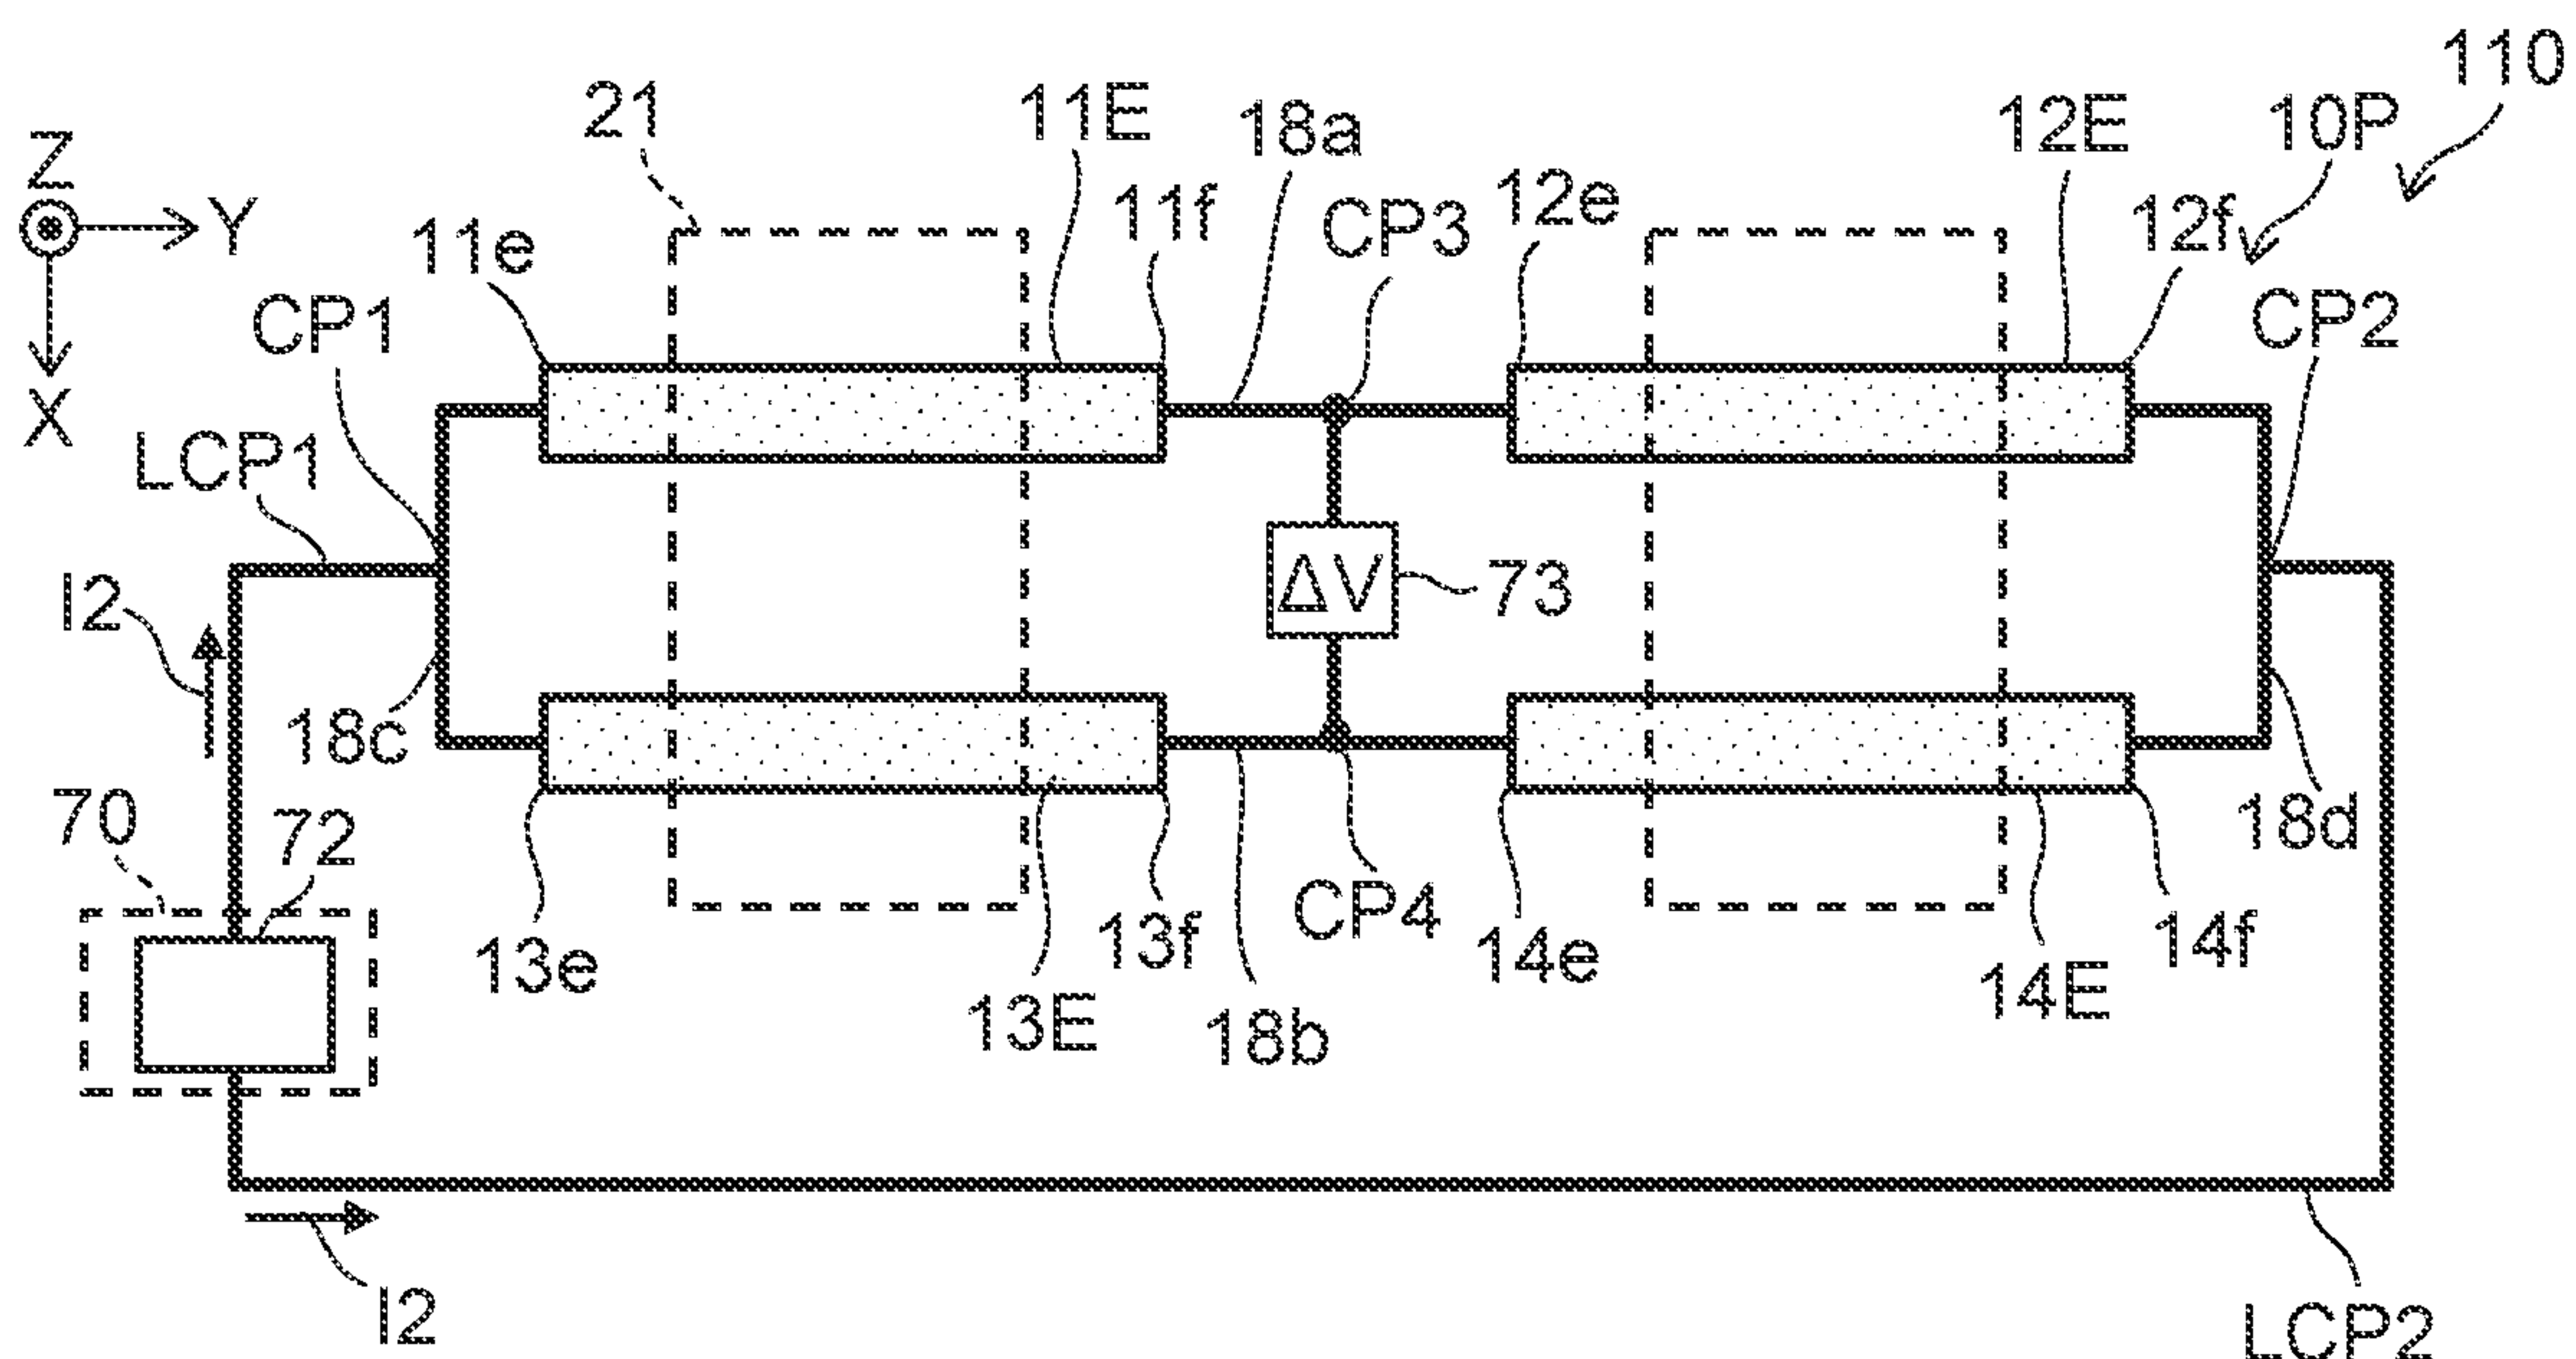 110
21
11E
18a
12E
10P
Z
Y
11e
11f
CP3
12e
12f
CP1
CP2
X
LCP1
I2
ΔV
73
18c
70
72
18d
13e
13f
CP4
14e
14f
13E
18b
14E
I2
LCP2